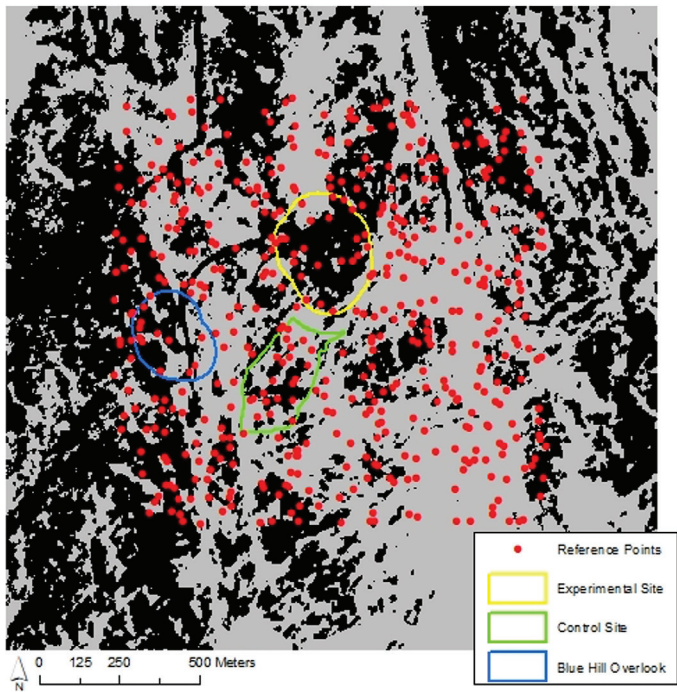 Reference Points
Experimental Site
Control Site
Blue Hill Overlook
0 125 250 500 Meters
N